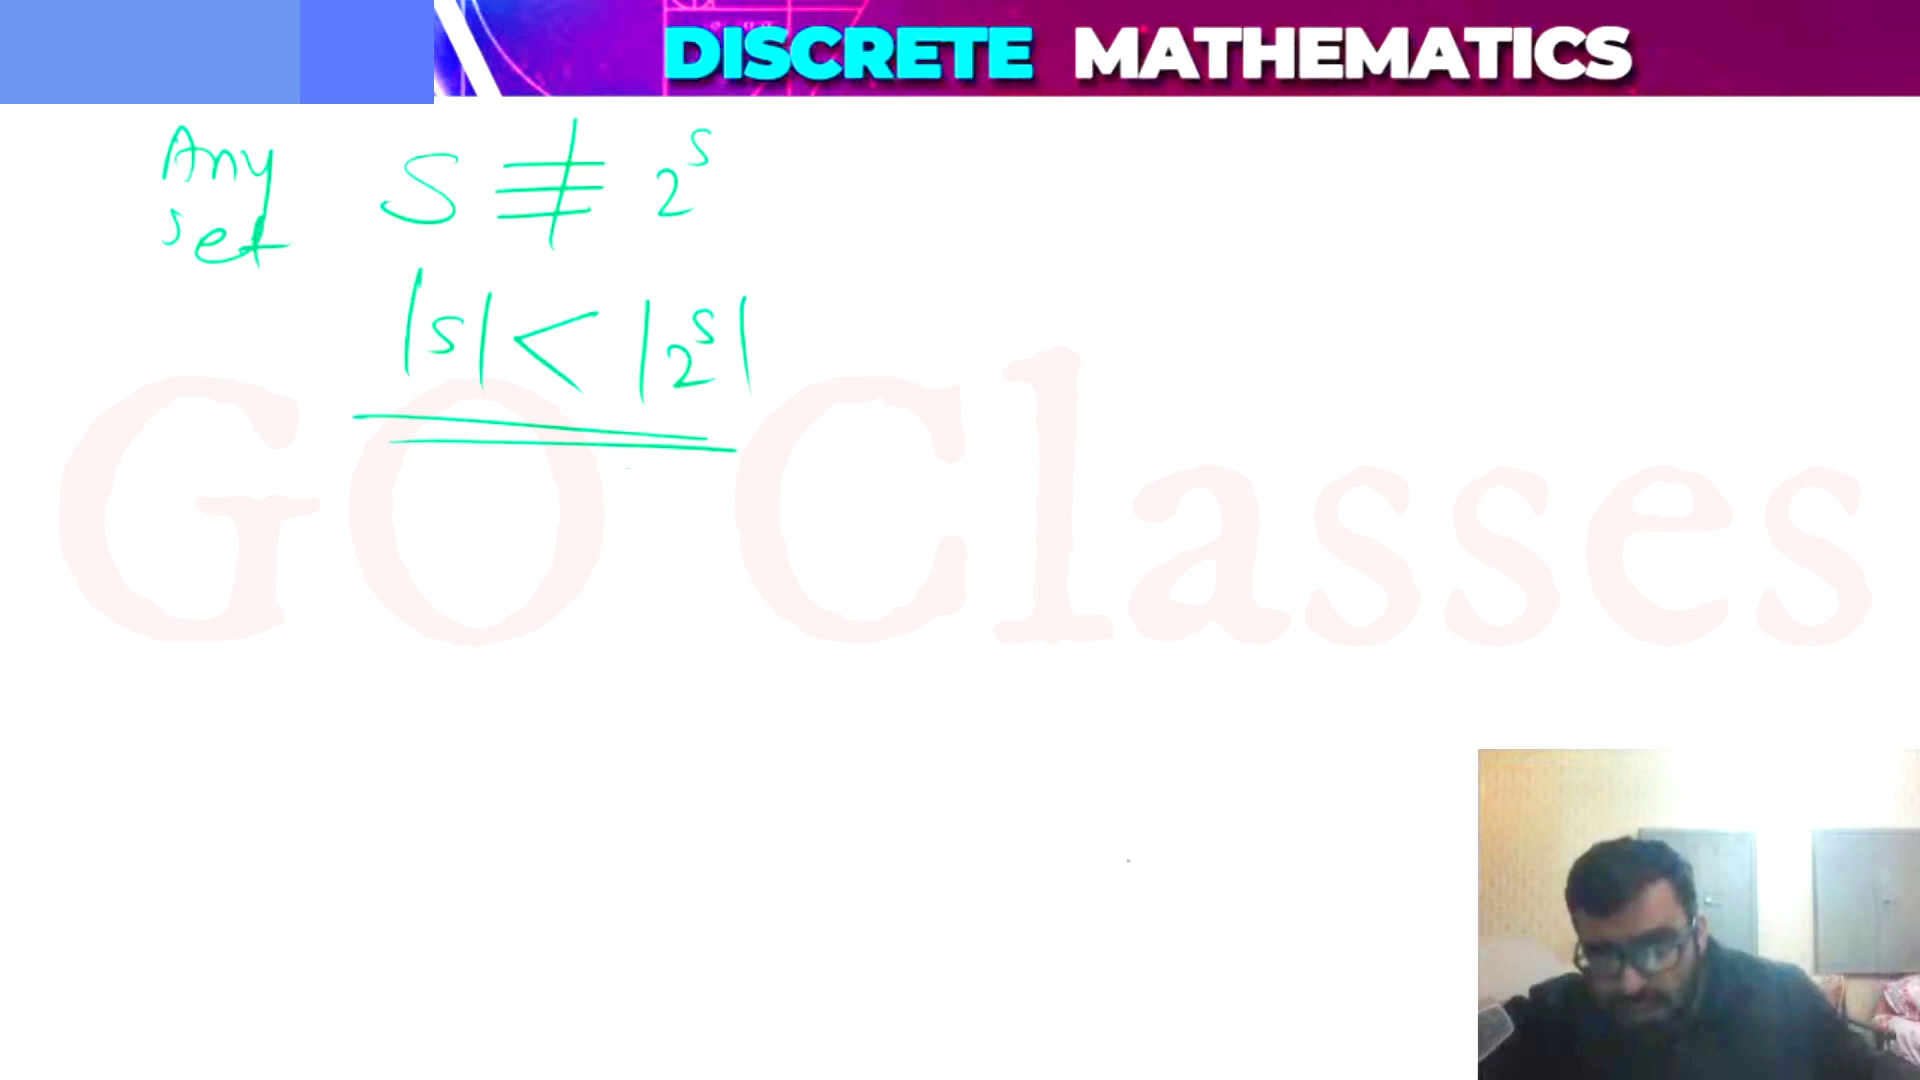 DISCRETE MATHEMATICS
Any set S ≢ 2^S
|S| < |2^S|
GO Classes